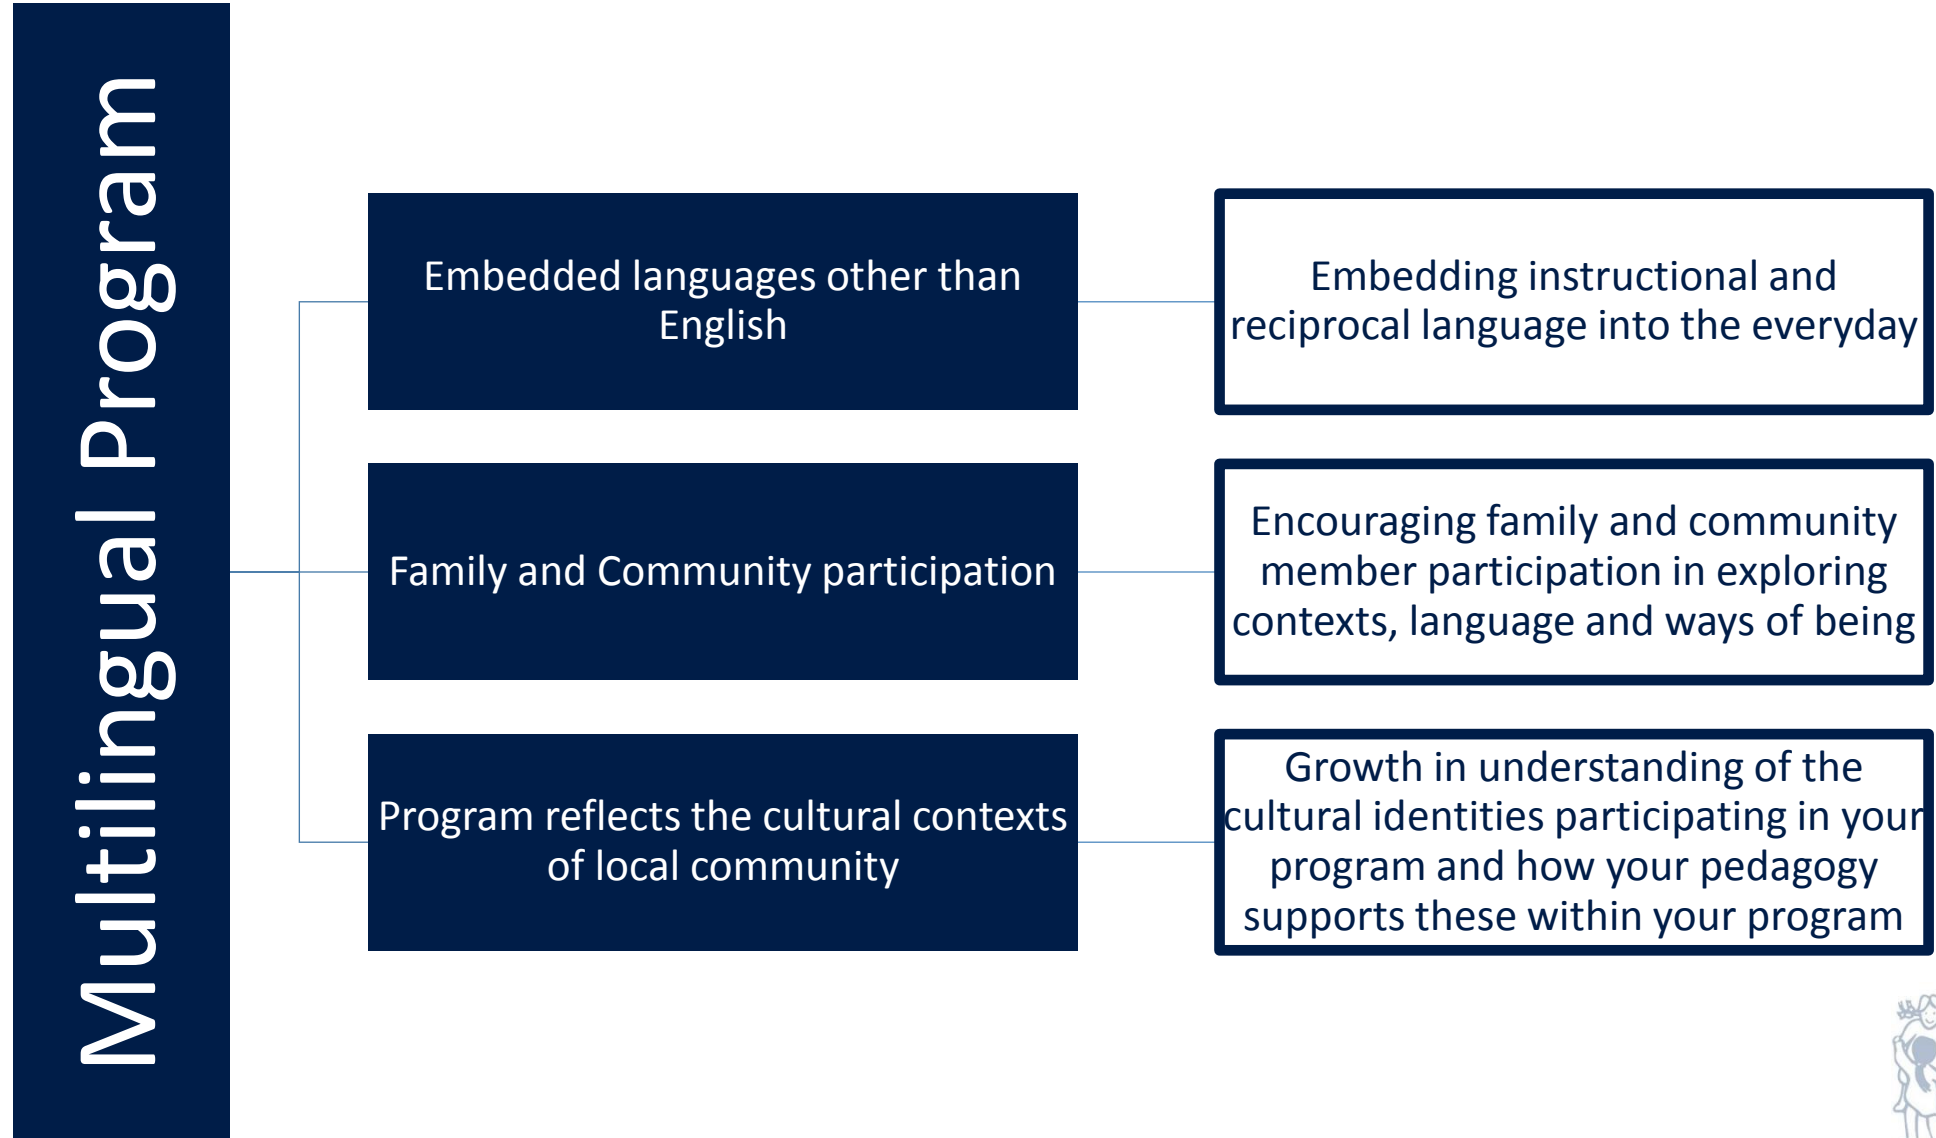 Multilingual Program
Embedded languages other than
English
Embedding instructional and
reciprocal language into the everyday
Family and Community participation
Encouraging family and community
member participation in exploring
contexts, language and ways of being
Program reflects the cultural contexts
of local community
Growth in understanding of the
cultural identities participating in your
program and how your pedagogy
supports these within your program